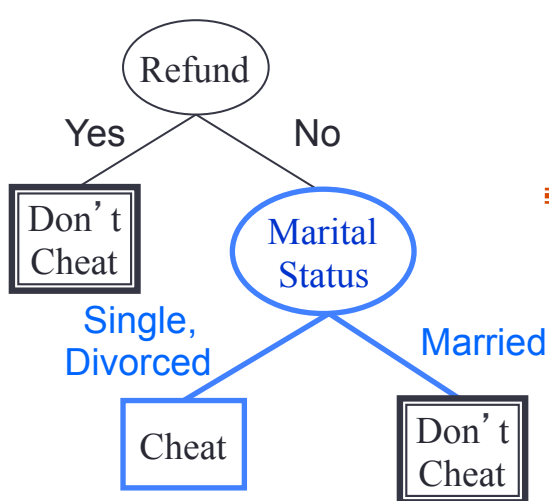 Refund
Yes
No
Don’t
Cheat
Marital
Status
Single,
Divorced
Married
Cheat
Don’t
Cheat